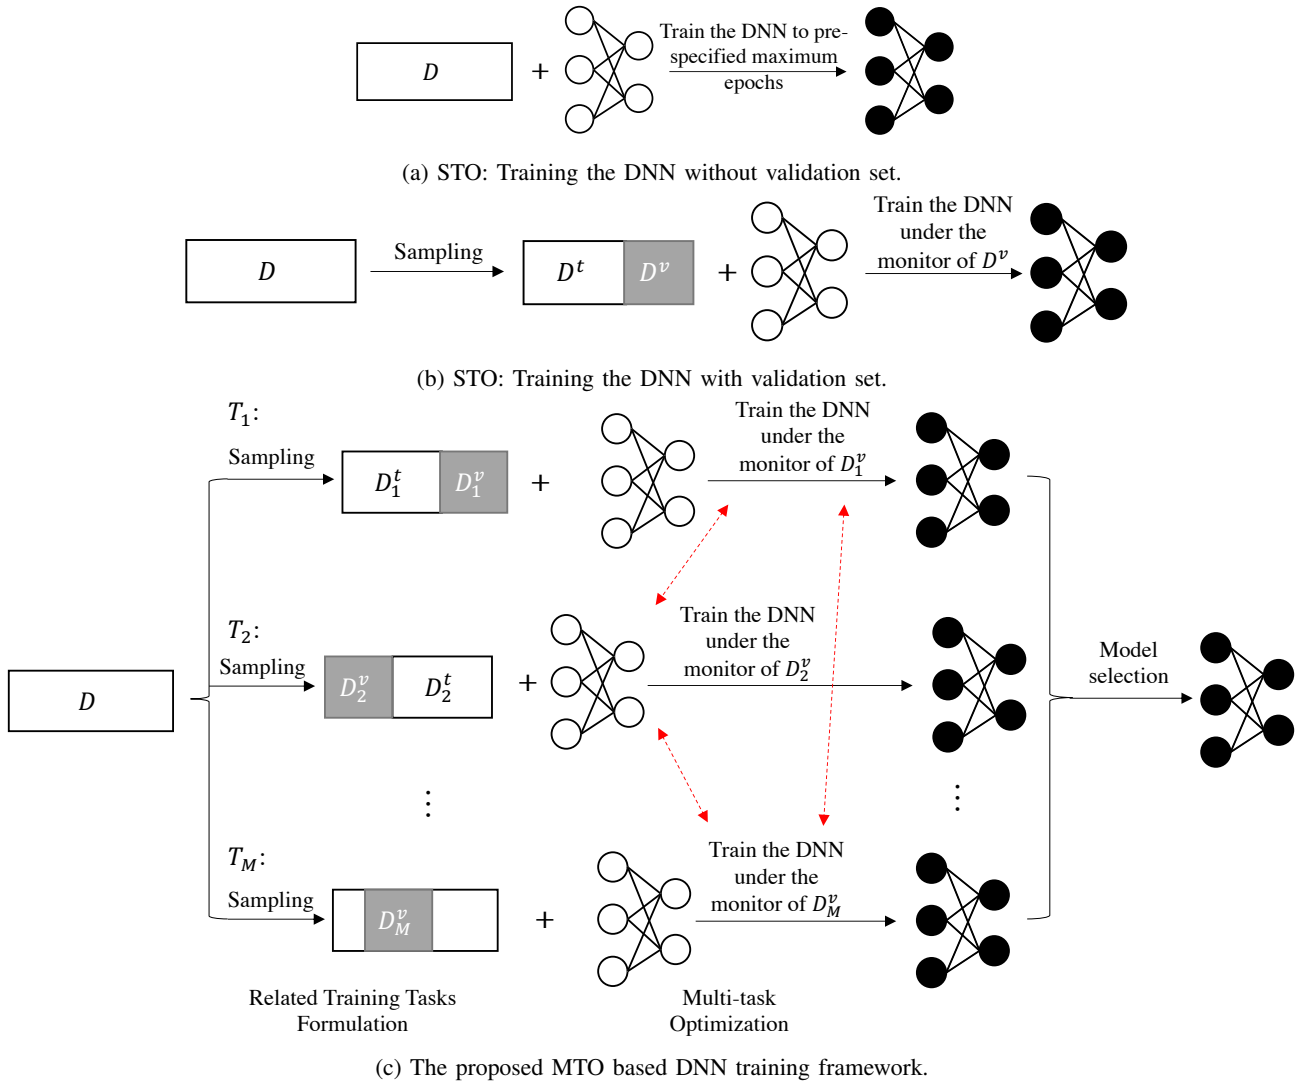 D
+
Train the DNN to pre-
specified maximum
epochs
(a) STO: Training the DNN without validation set.
D
Sampling
D^t
D^v
+
Train the DNN
under the
monitor of D^v
(b) STO: Training the DNN with validation set.
T_1:
Sampling
D_1^t
D_1^v
+
Train the DNN
under the
monitor of D_1^v
D
T_2:
Sampling
D_2^v
D_2^t
+
Train the DNN
under the
monitor of D_2^v
Model
selection
⋮
⋮
T_M:
Sampling
D_M^v
+
Train the DNN
under the
monitor of D_M^v
Related Training Tasks
Formulation
Multi-task
Optimization
(c) The proposed MTO based DNN training framework.